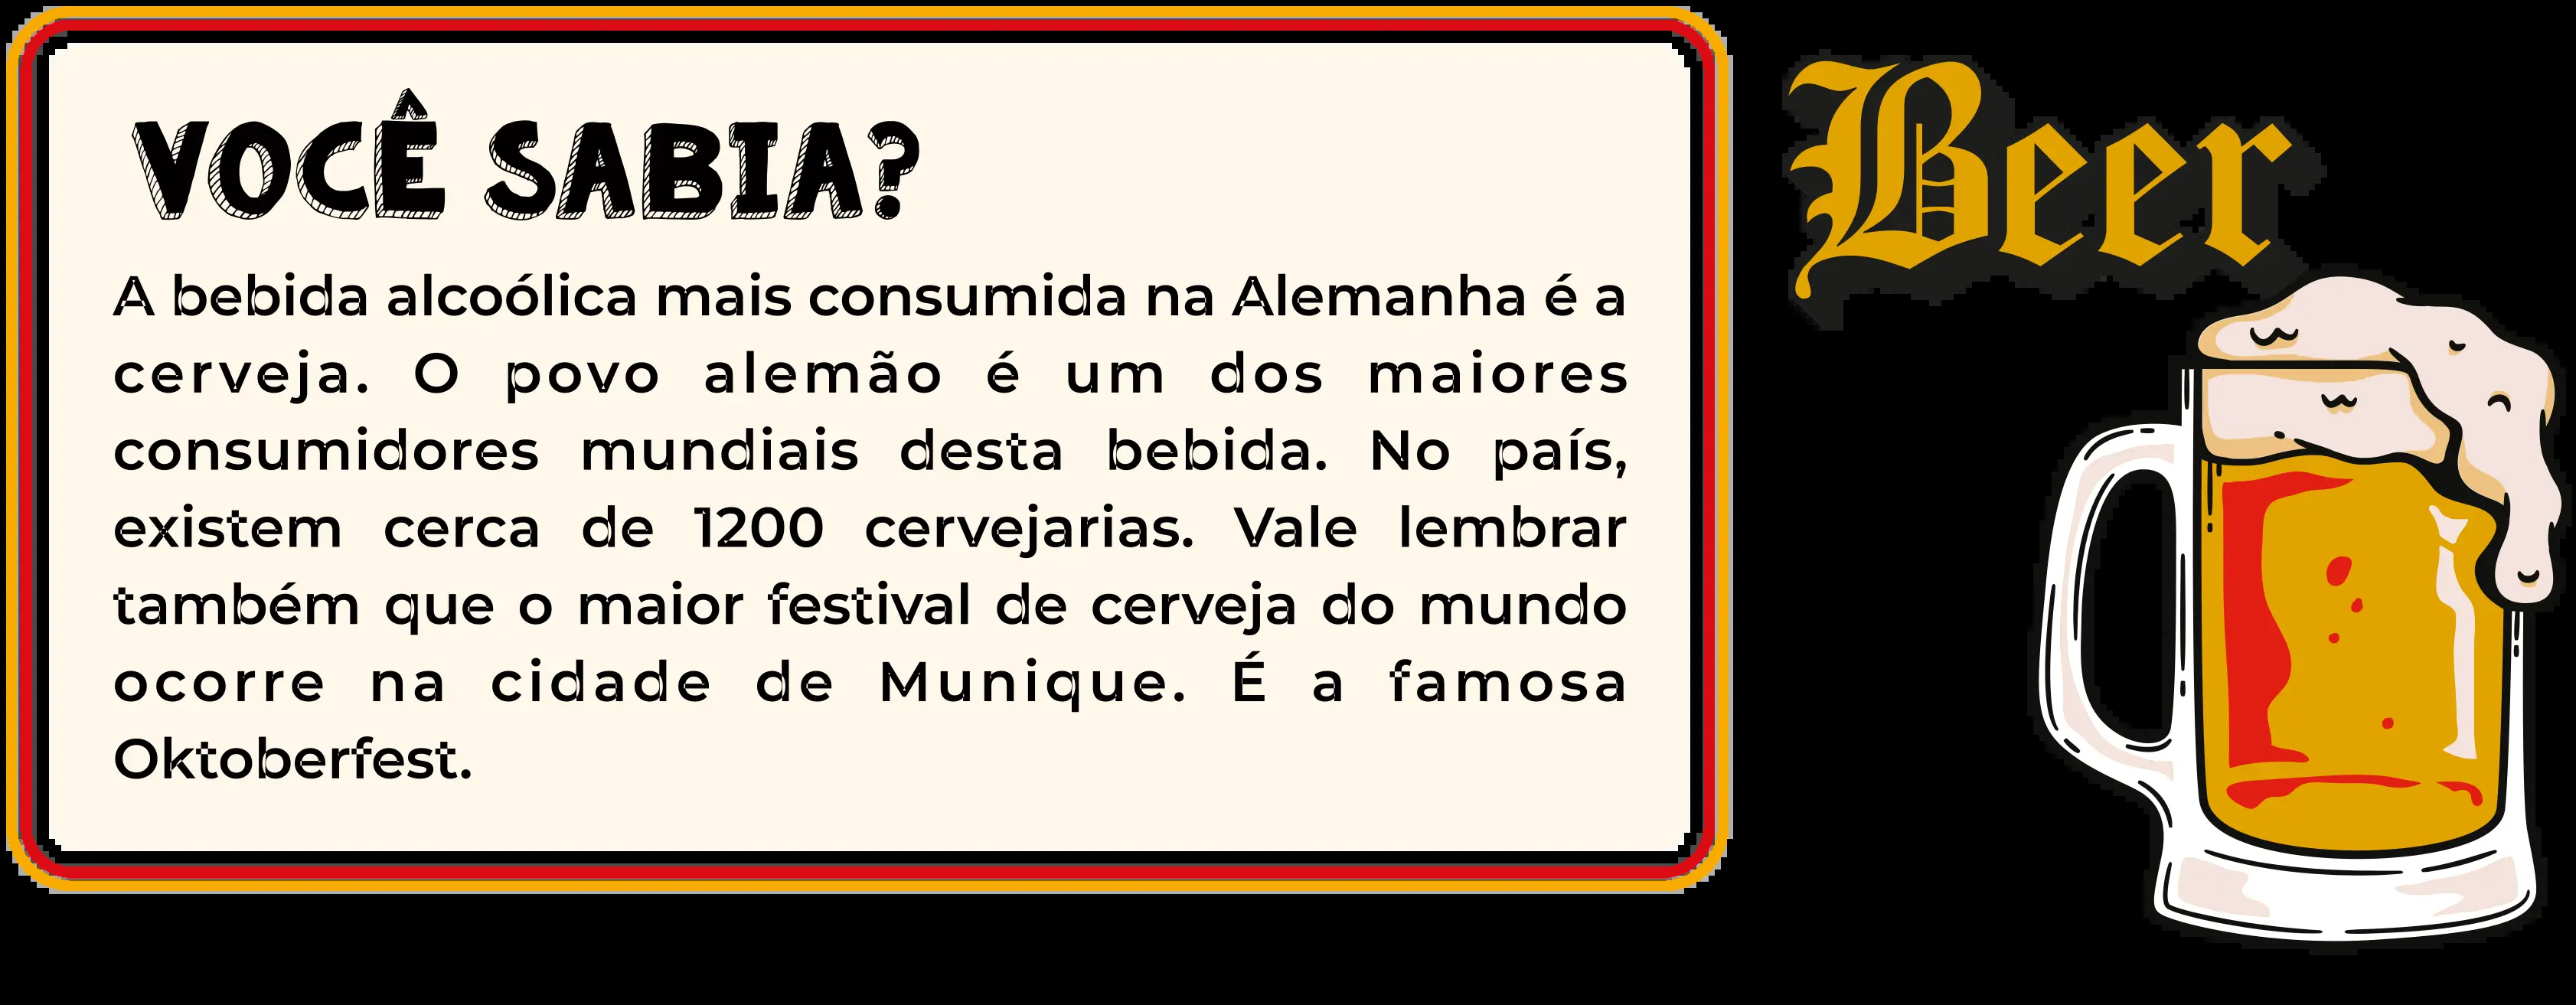 VOCÊ SABIA?
A bebida alcoólica mais consumida na Alemanha é a
cerveja. O povo alemão é um dos maiores
consumidores mundiais desta bebida. No país,
existem cerca de 1200 cervejarias. Vale lembrar
também que o maior festival de cerveja do mundo
ocorre na cidade de Munique. É a famosa
Oktoberfest.
Beer